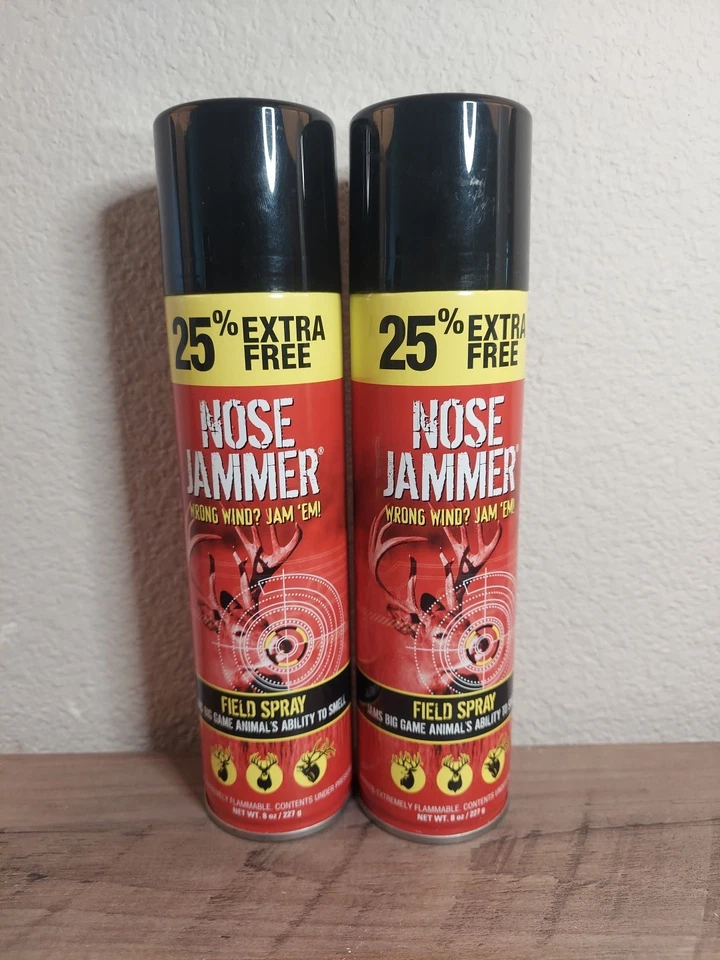 25% EXTRA
FREE
NOSE
JAMMER®
WRONG WIND? JAM 'EM!
FIELD SPRAY
BIG GAME ANIMAL'S ABILITY TO SMELL
EXTREMELY FLAMMABLE. CONTENTS UNDER
NET WT. 8 oz / 227 g
25% EXTRA
FREE
NOSE
JAMMER
WRONG WIND? JAM 'EM!
FIELD SPRAY
JAMS BIG GAME ANIMAL'S ABILITY TO
EXTREMELY FLAMMABLE. CONTENTS
NET WT. 8 oz / 227 g